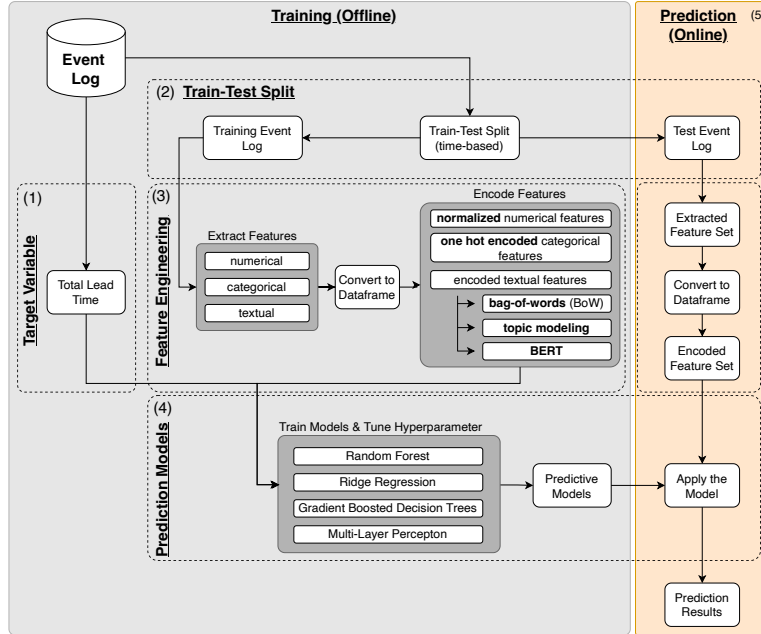 Training (Offline)
Prediction
(Online)
(5
Event
Log
(2) Train-Test Split
Training Event
Log
Train-Test Split
(time-based)
Test Event
Log
(1)
Target Variable
Total Lead
Time
(3)
Feature Engineering
Extract Features
numerical
categorical
textual
Convert to
Dataframe
Encode Features
normalized numerical features
one hot encoded categorical
features
encoded textual features
bag-of-words (BoW)
topic modeling
BERT
Extracted
Feature Set
Convert to
Dataframe
Encoded
Feature Set
(4)
Prediction Models
Train Models & Tune Hyperparameter
Random Forest
Ridge Regression
Gradient Boosted Decision Trees
Multi-Layer Percepton
Predictive
Models
Apply the
Model
Prediction
Results